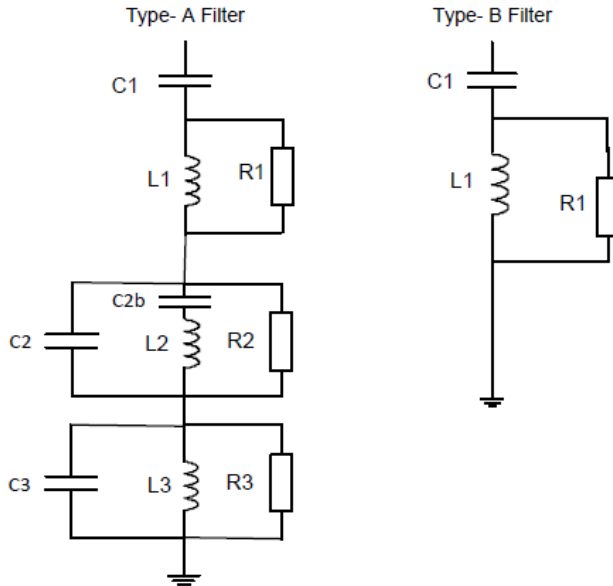 Type- A Filter
Type- B Filter
C1
L1
R1
C2b
C2
L2
R2
C3
L3
R3
C1
L1
R1